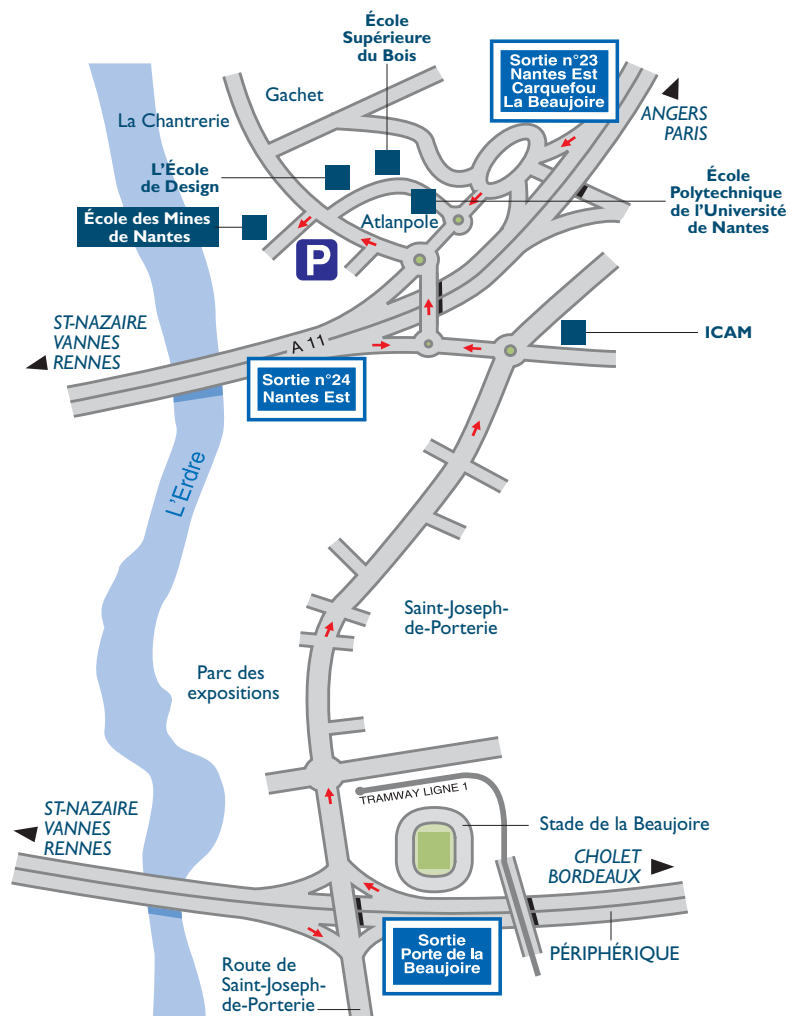 École
Supérieure
du Bois
Sortie n°23
Nantes Est
Carquefou
La Beaujoire
Gachet
La Chantrerie
ANGERS
PARIS
L'École
de Design
École
Polytechnique
de l'Université
de Nantes
École des Mines
de Nantes
Atlanpole
P
ST-NAZAIRE
VANNES
RENNES
A 11
ICAM
Sortie n°24
Nantes Est
L'Erdre
Saint-Joseph-
de-Porterie
Parc des
expositions
TRAMWAY LIGNE 1
ST-NAZAIRE
VANNES
RENNES
Stade de la Beaujoire
CHOLET
BORDEAUX
Sortie
Porte de la
Beaujoire
PÉRIPHÉRIQUE
Route de
Saint-Joseph-
de-Porterie